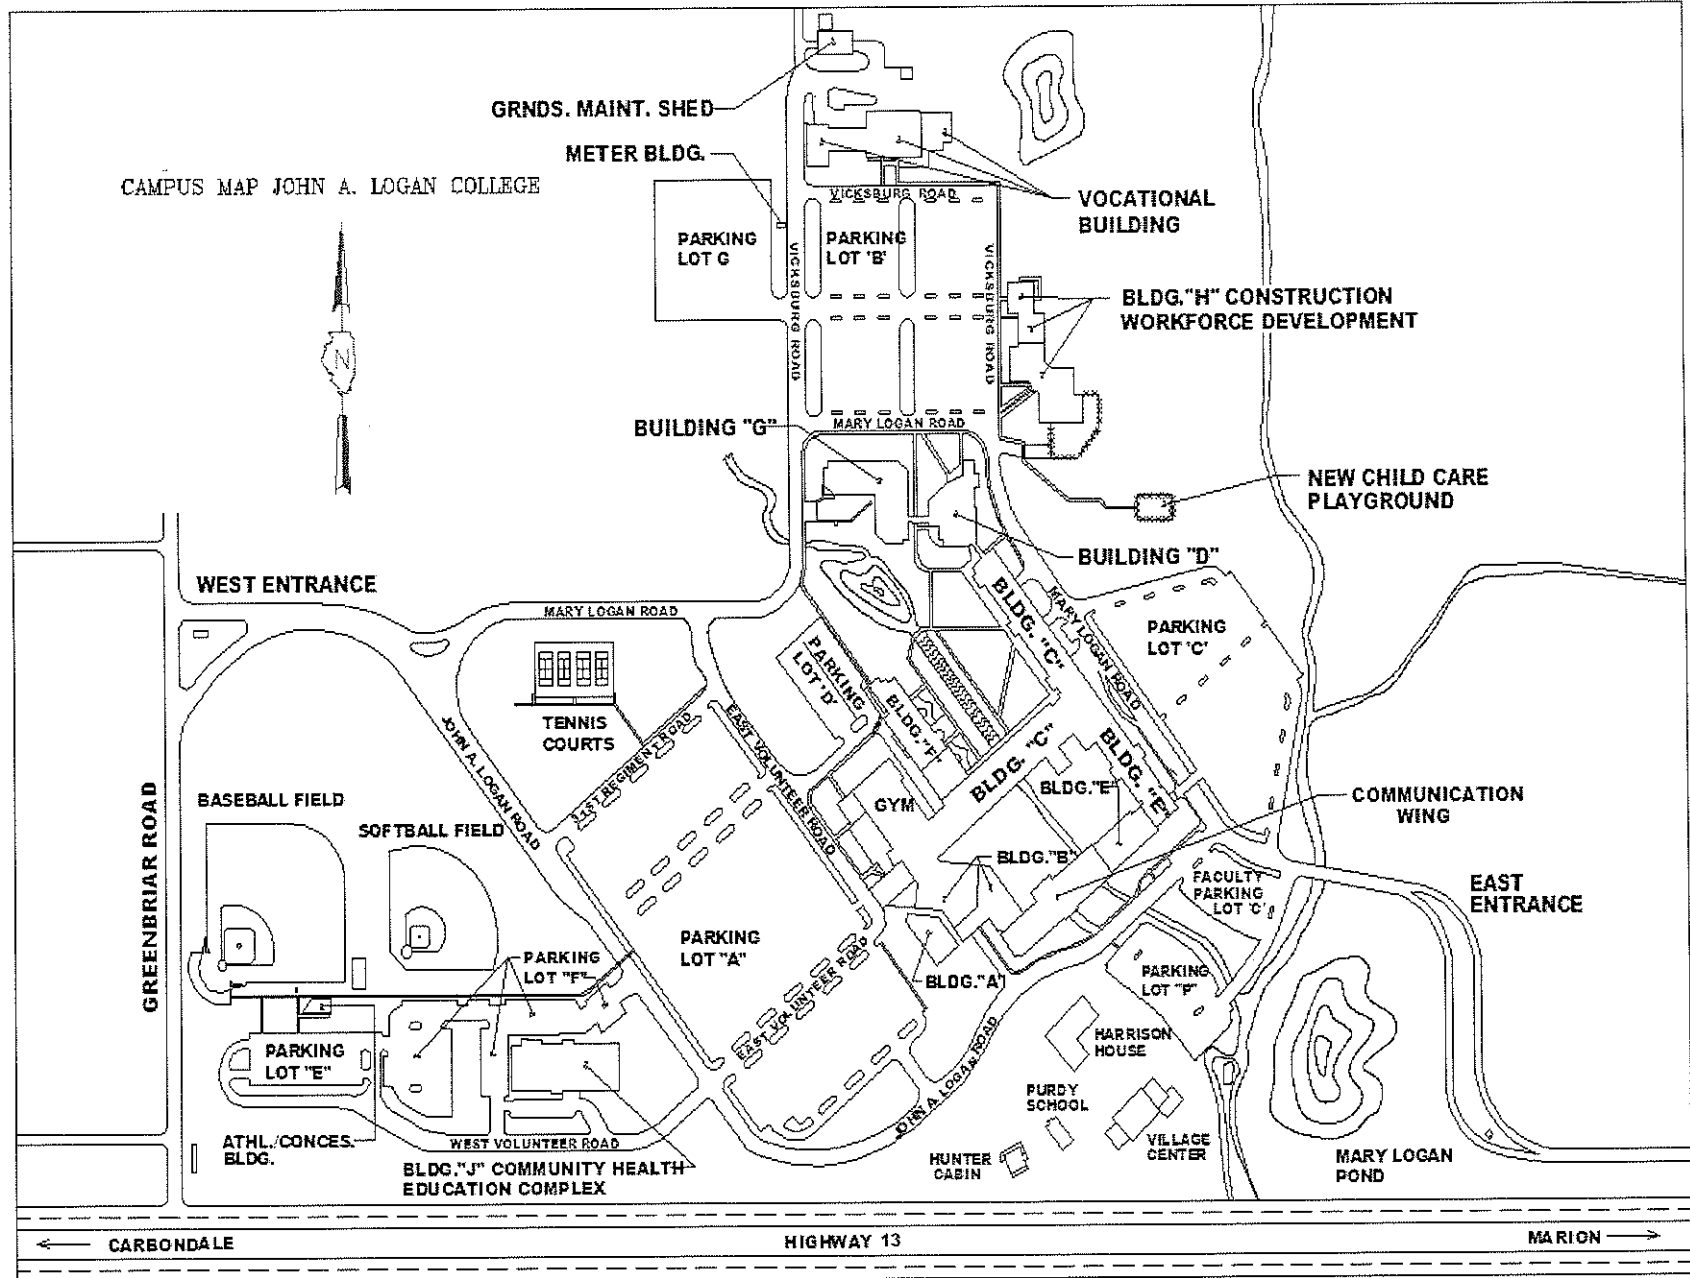 GRNDS. MAINT. SHED
METER BLDG.
CAMPUS MAP JOHN A. LOGAN COLLEGE
N
VICKSBURG ROAD
VOCATIONAL
BUILDING
PARKING
LOT G
PARKING
LOT 'B'
VICKSBURG ROAD
VICKSBURG ROAD
BLDG."H" CONSTRUCTION
WORKFORCE DEVELOPMENT
MARY LOGAN ROAD
BUILDING "G"
NEW CHILD CARE
PLAYGROUND
BUILDING "D"
WEST ENTRANCE
MARY LOGAN ROAD
BLDG. "C"
MARY LOGAN ROAD
PARKING
LOT 'C'
PARKING
LOT 'D'
TENNIS
COURTS
JOHN A. LOGAN ROAD
31ST REGIMENT ROAD
EAST VOLUNTEER ROAD
BLDG. "F"
BLDG. "C"
BLDG. "E"
BLDG."E"
GYM
COMMUNICATION
WING
GREENBRIAR ROAD
BASEBALL FIELD
SOFTBALL FIELD
BLDG."B"
FACULTY
PARKING
LOT 'C'
EAST
ENTRANCE
PARKING
LOT "A"
PARKING
LOT "F"
BLDG."A"
PARKING
LOT "P"
EAST VOLUNTEER ROAD
HARRISON
HOUSE
PARKING
LOT "E"
JOHN A LOGAN ROAD
PURDY
SCHOOL
ATHL./CONCES.
BLDG.
WEST VOLUNTEER ROAD
VILLAGE
CENTER
HUNTER
CABIN
MARY LOGAN
POND
BLDG."J" COMMUNITY HEALTH
EDUCATION COMPLEX
CARBONDALE
HIGHWAY 13
MARION